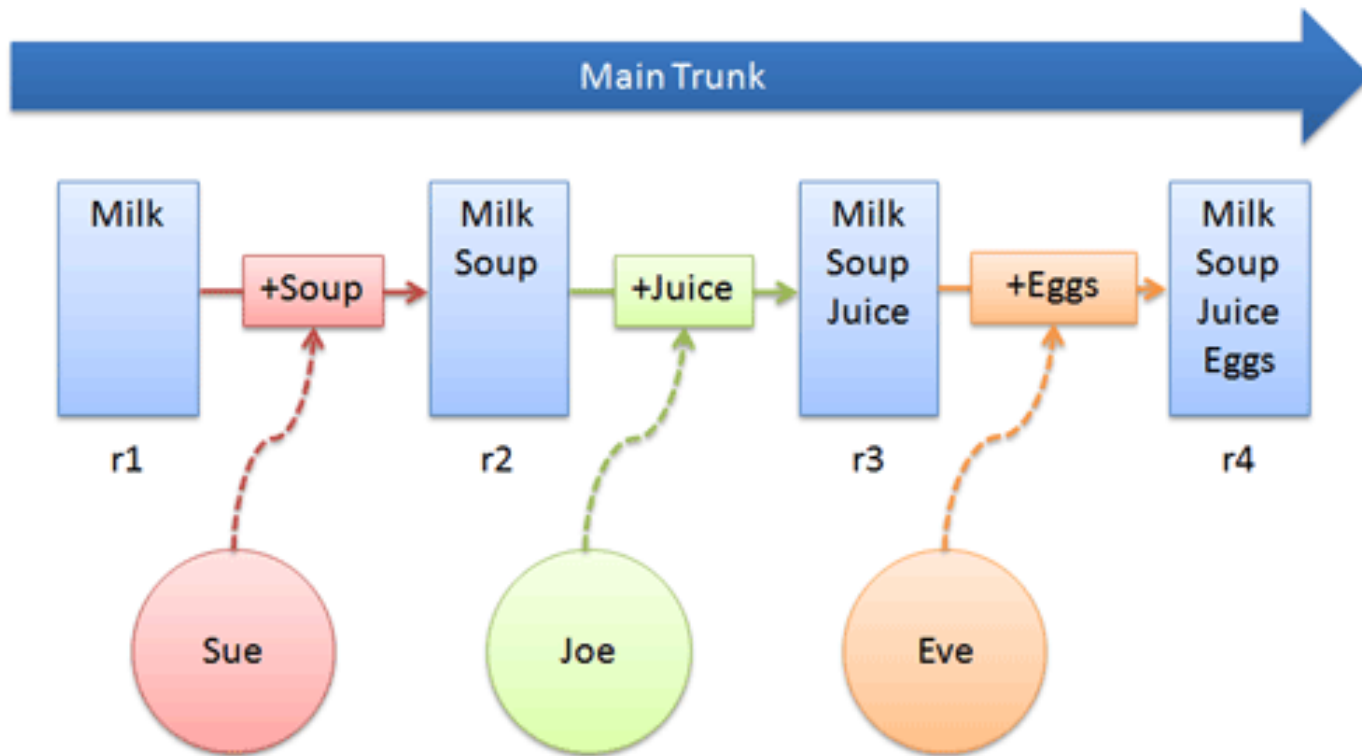 Main Trunk
Milk
+Soup
Milk
Soup
+Juice
Milk
Soup
Juice
+Eggs
Milk
Soup
Juice
Eggs
r1
r2
r3
r4
Sue
Joe
Eve